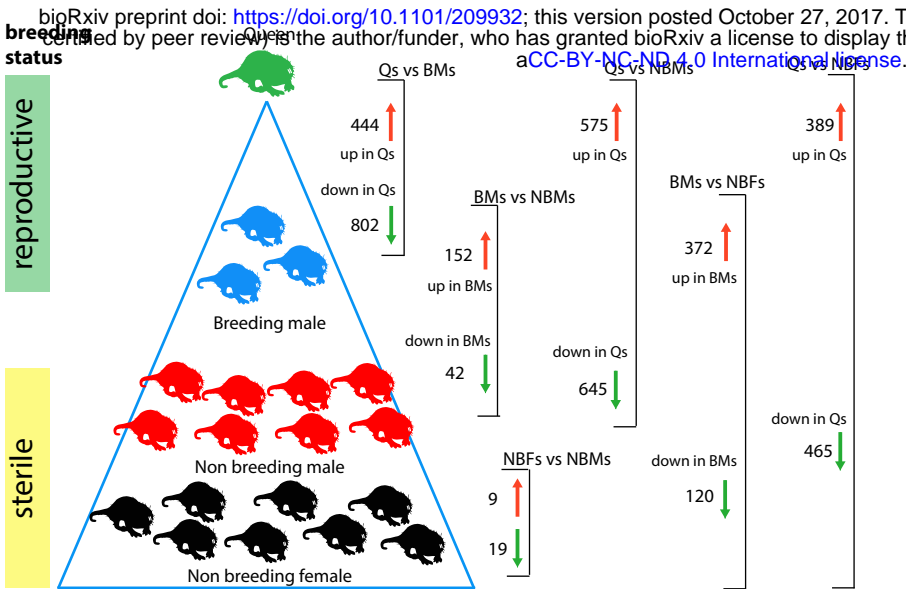 bioRxiv preprint doi: https://doi.org/10.1101/209932; this version posted October 27, 2017. T
certified by peer review) is the author/funder, who has granted bioRxiv a license to display th
aCC-BY-NC-ND 4.0 International license.
breeding
status
Queen
Qs vs BMs
Qs vs NBMs
Qs vs NBFs
reproductive
444
up in Qs
down in Qs
802
575
up in Qs
389
up in Qs
BMs vs NBMs
BMs vs NBFs
152
up in BMs
372
up in BMs
Breeding male
down in BMs
42
down in Qs
645
sterile
Non breeding male
NBFs vs NBMs
9
19
down in BMs
120
down in Qs
465
Non breeding female